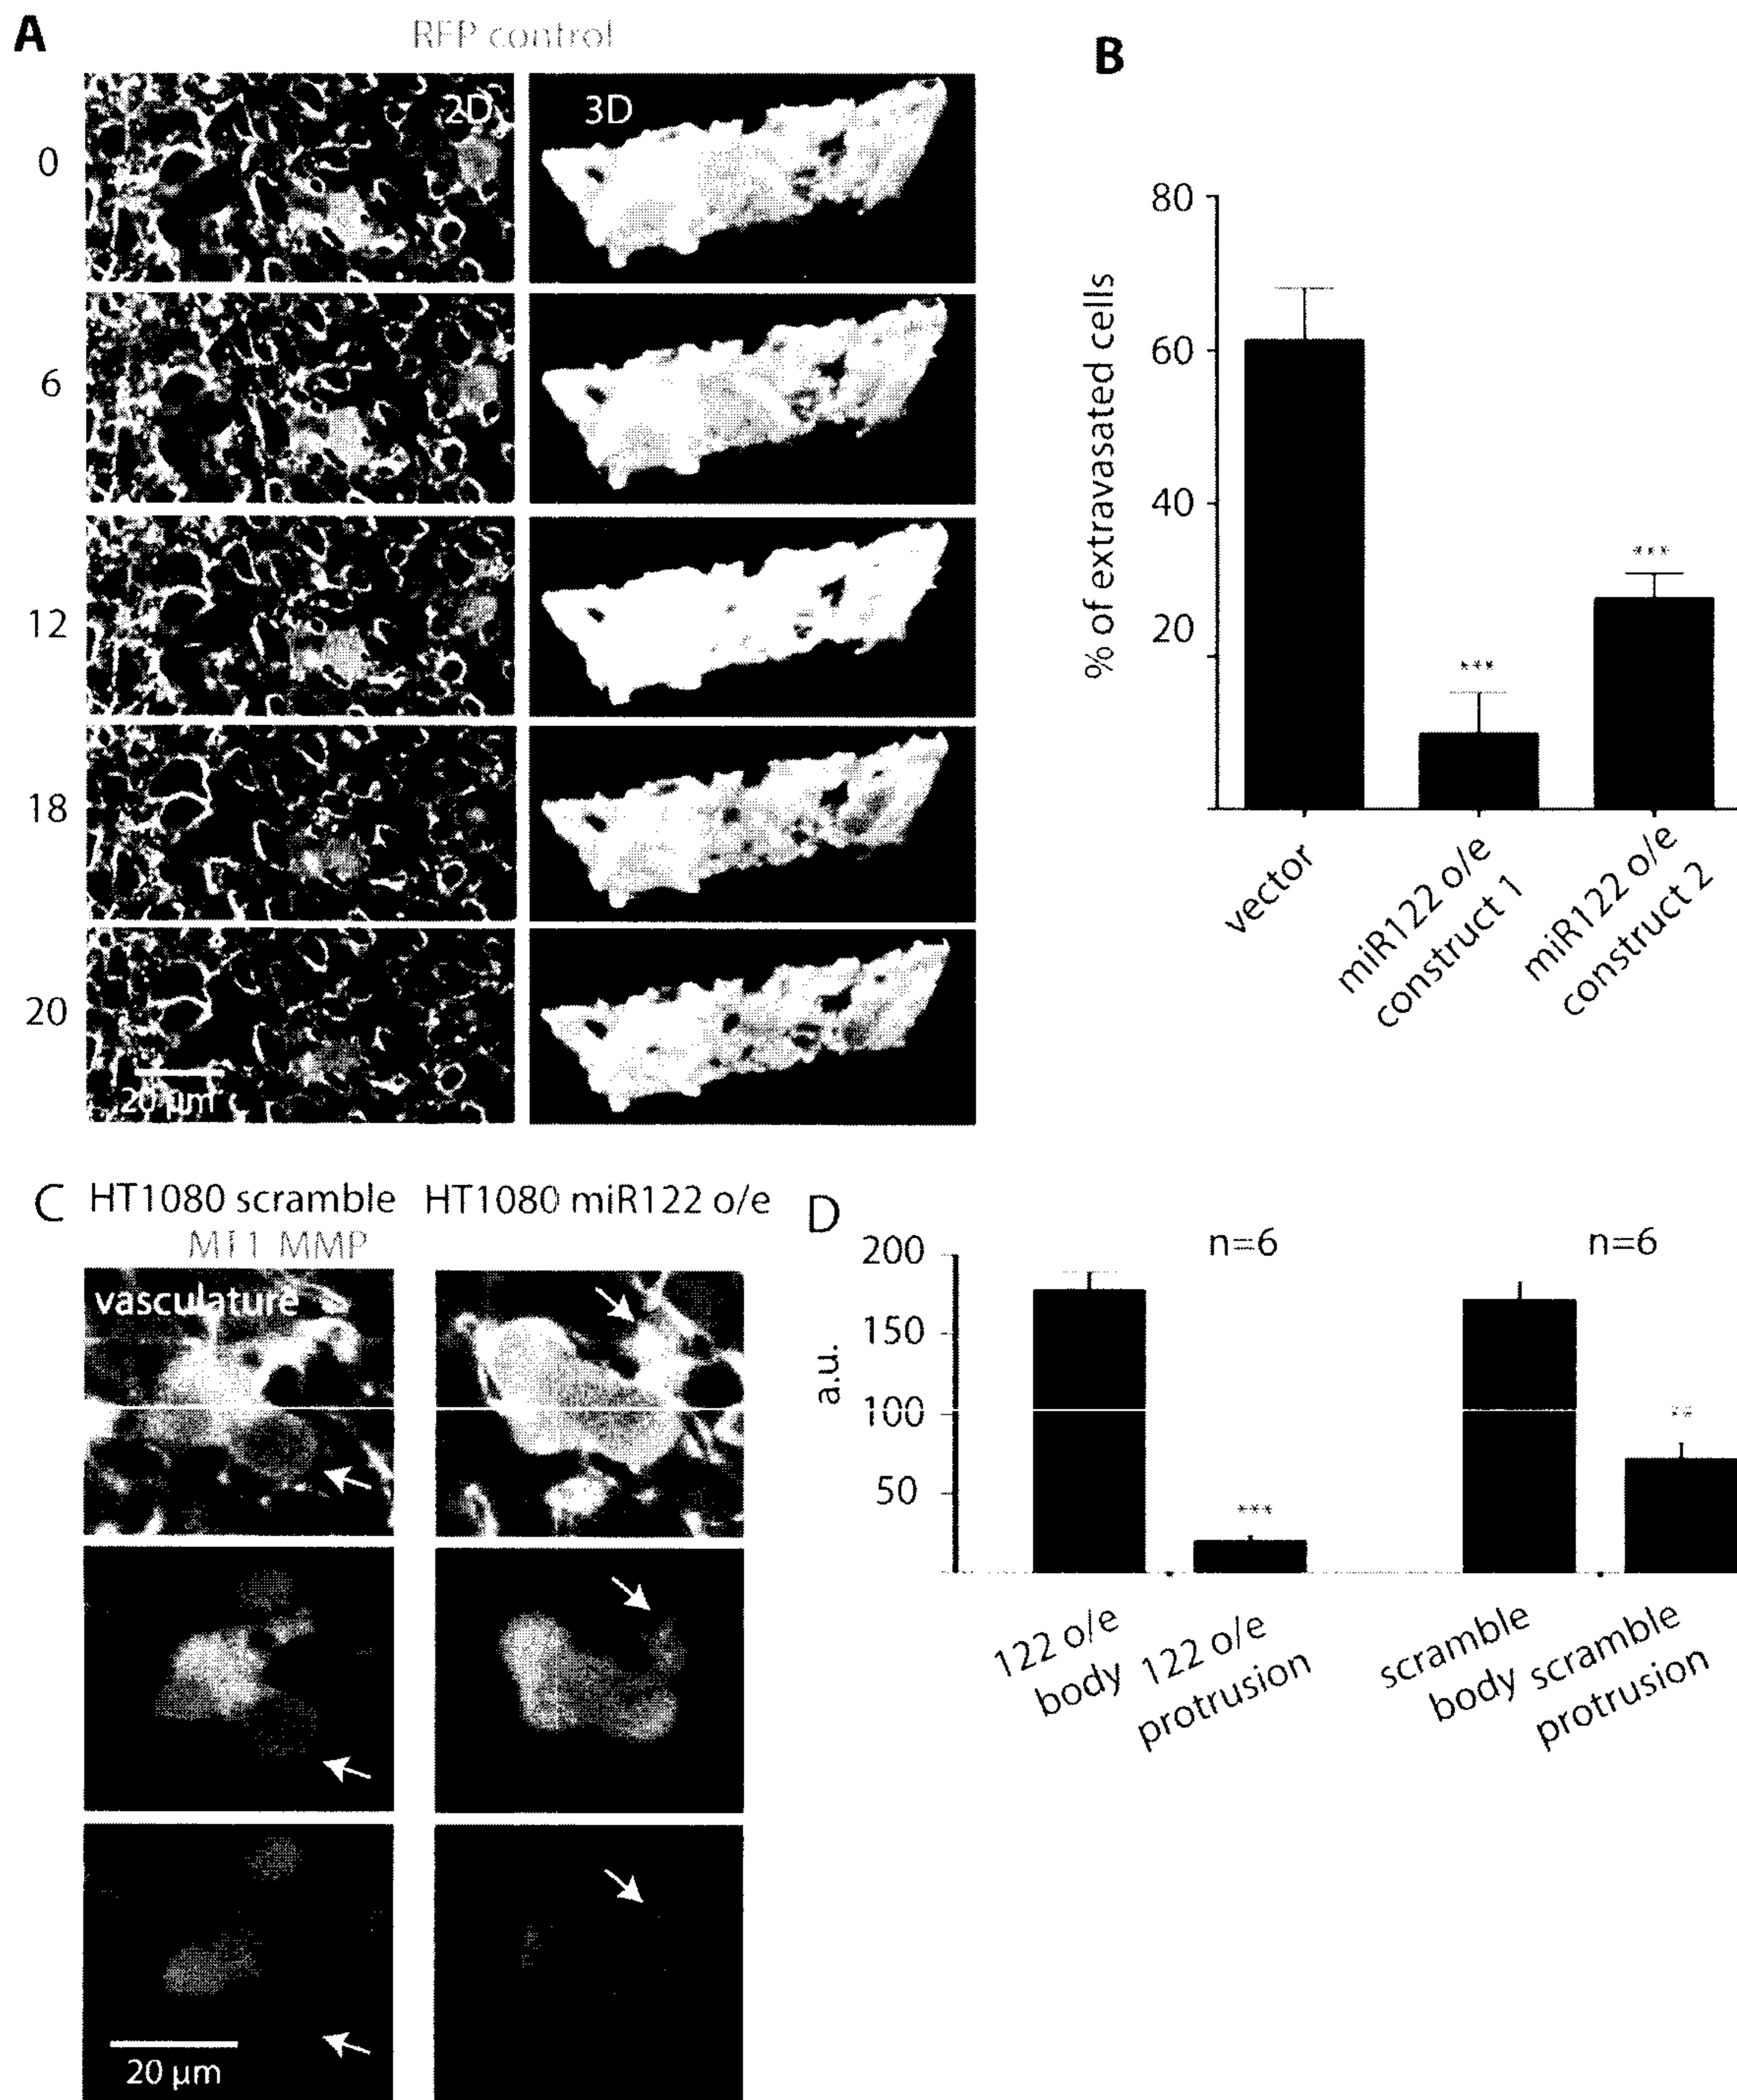 A
RFP control
2D
3D
0
6
12
18
20
20 µm
B
% of extravasated cells
80
60
40
20
***
***
vector
miR122 o/e
construct 1
miR122 o/e
construct 2
C
HT1080 scramble
HT1080 miR122 o/e
MT1 MMP
vasculature
20 µm
D
a.u.
200
150
100
50
n=6
n=6
***
**
122 o/e
body
122 o/e
protrusion
scramble
body
scramble
protrusion